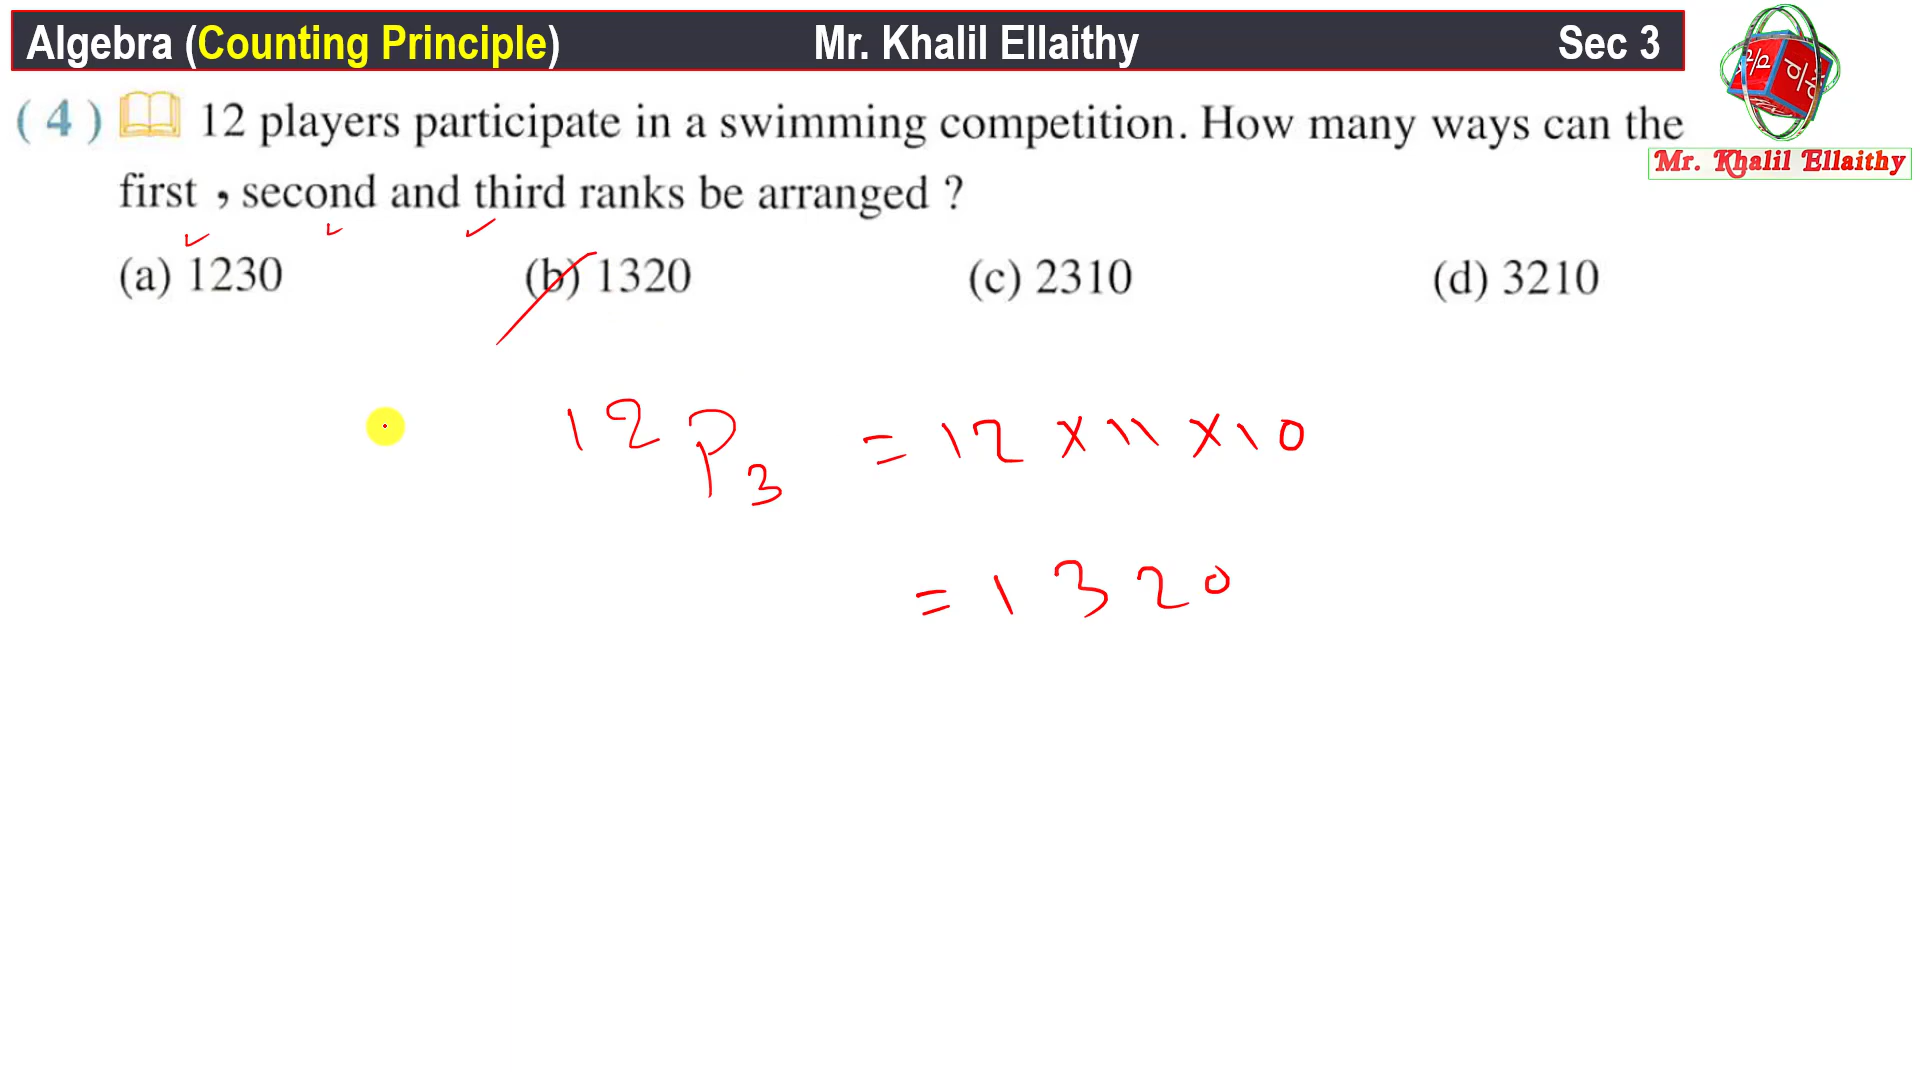 Algebra (Counting Principle) Mr. Khalil Ellaithy Sec 3
Mr. Khalil Ellaithy
( 4 ) 12 players participate in a swimming competition. How many ways can the
first , second and third ranks be arranged ?
(a) 1230 (b) 1320 (c) 2310 (d) 3210
12 P 3 = 12 × 11 × 10
= 1320